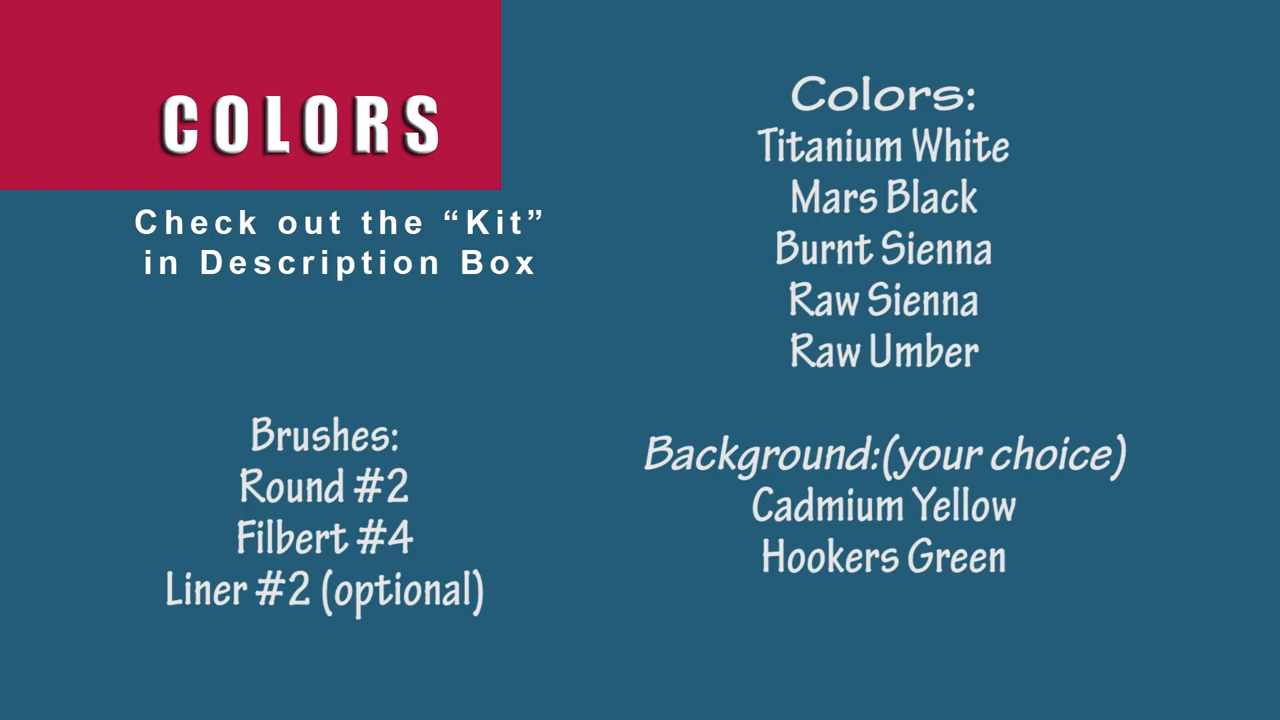 COLORS
Check out the “Kit”
in Description Box
Brushes:
Round #2
Filbert #4
Liner #2 (optional)
Colors:
Titanium White
Mars Black
Burnt Sienna
Raw Sienna
Raw Umber
Background:(your choice)
Cadmium Yellow
Hookers Green